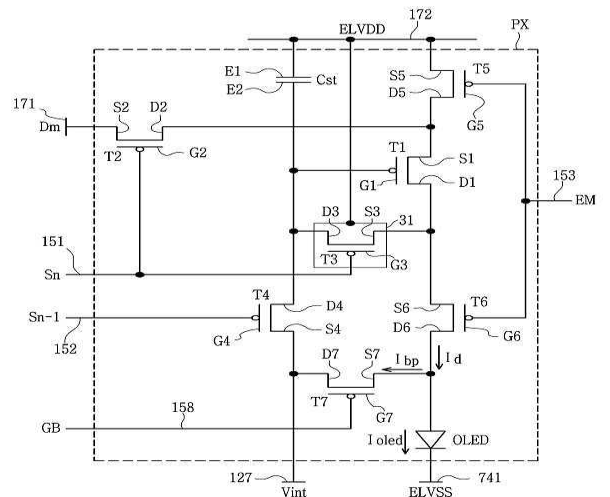 ELVDD
172
PX
E1
E2
Cst
S5
T5
D5
G5
171
Dm
S2
D2
T2
G2
T1
S1
G1
D1
153
EM
D3
S3
31
T3
G3
151
Sn
Sn-1
152
T4
D4
G4
S4
S6
T6
D6
G6
D7
S7
I bp
I d
T7
G7
GB
158
I oled
OLED
127
Vint
741
ELVSS